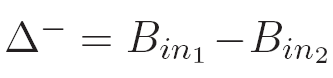 Δ⁻ = B_{in_1} − B_{in_2}